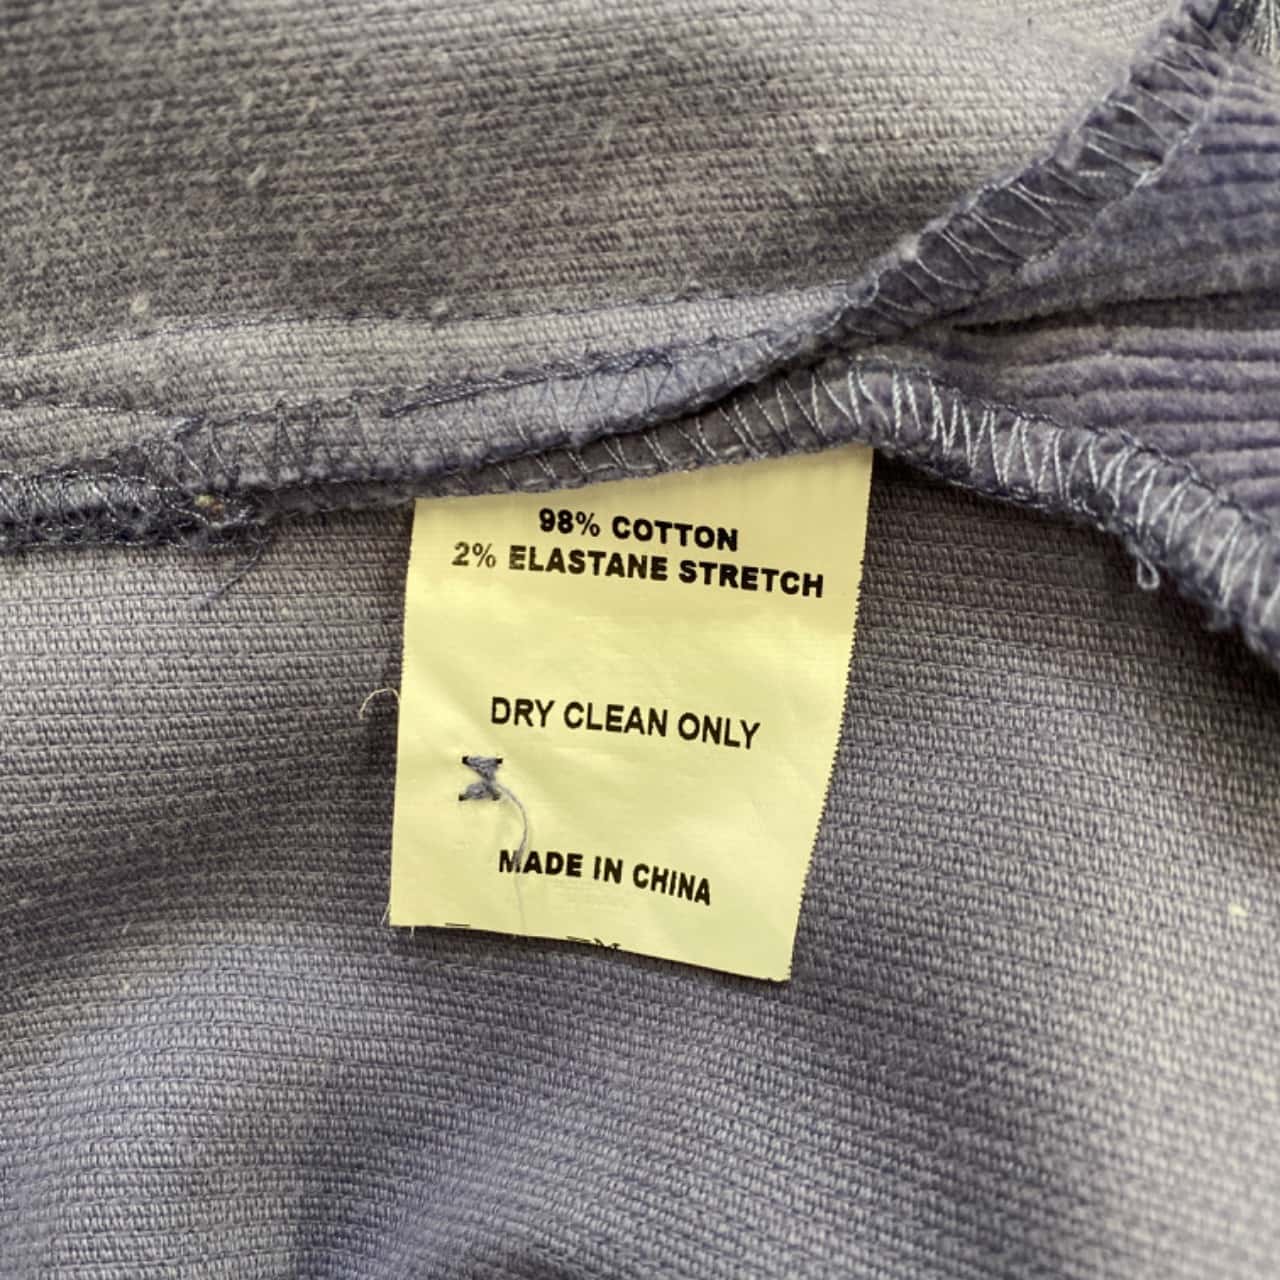 98% COTTON
2% ELASTANE STRETCH
DRY CLEAN ONLY
MADE IN CHINA